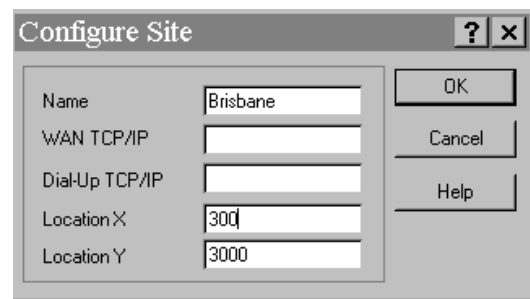 Configure Site ? ×
Name Brisbane OK
WAN TCP/IP Cancel
Dial-Up TCP/IP Help
Location X 300
Location Y 3000